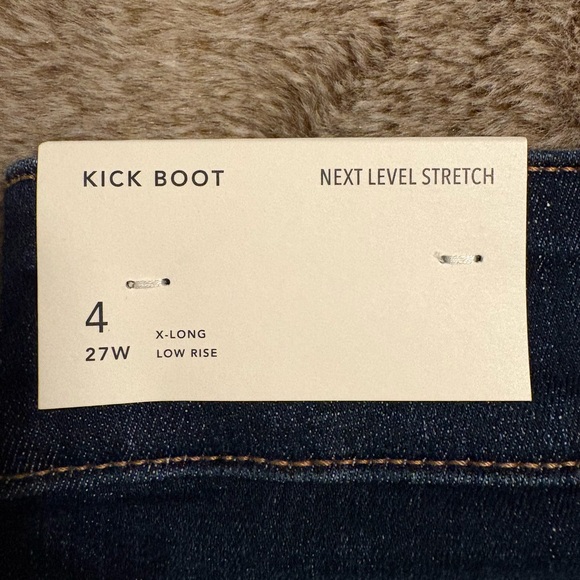 KICK BOOT
NEXT LEVEL STRETCH
4
27W
X-LONG
LOW RISE